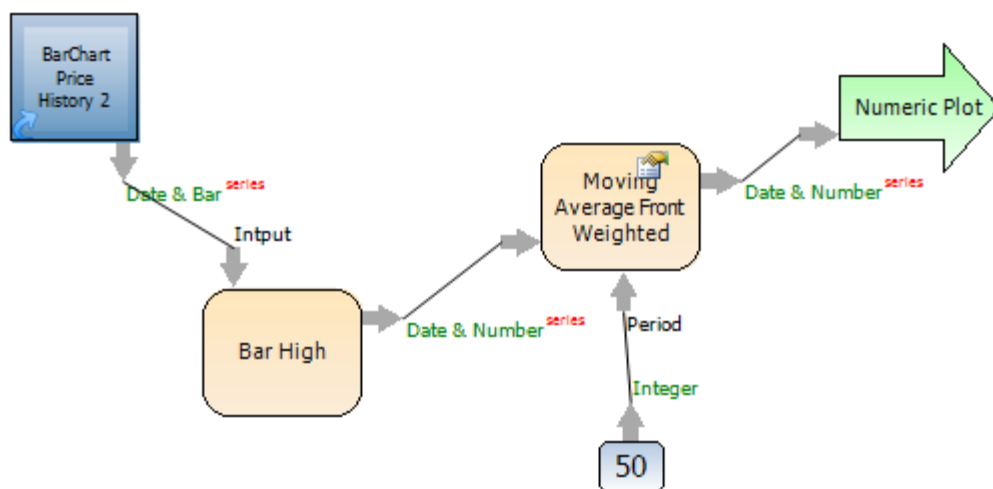 BarChart
Price
History 2
Date & Bar series
Intput
Bar High
Date & Number series
Moving
Average Front
Weighted
Period
Integer
50
Date & Number series
Numeric Plot